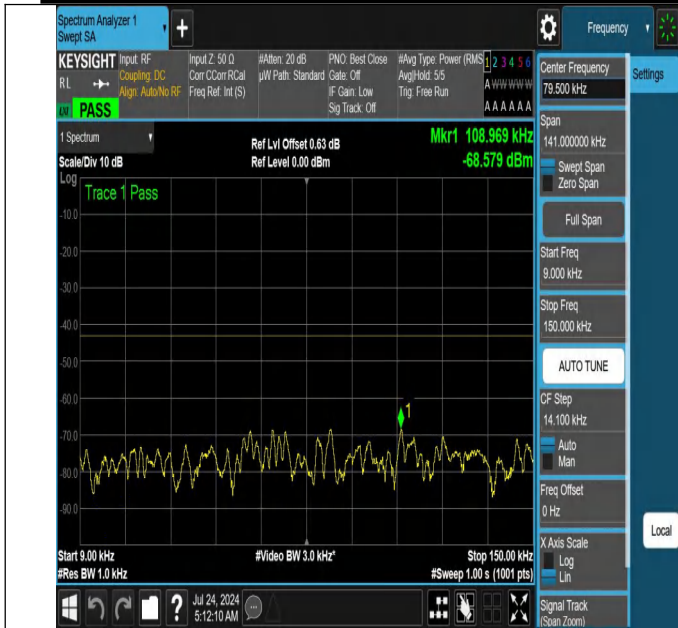 Spectrum Analyzer 1
Swept SA
+
Frequency
KEYSIGHT
RL
LXI
PASS
Input: RF
Coupling: DC
Align: Auto/No RF
Input Z: 50 Ω
Corr CCorr RCal
Freq Ref: Int (S)
#Atten: 20 dB
µW Path: Standard
PNO: Best Close
Gate: Off
IF Gain: Low
Sig Track: Off
#Avg Type: Power (RMS
Avg|Hold: 5/5
Trig: Free Run
1 2 3 4 5 6
A W W W W W
A A A A A A
1 Spectrum
Scale/Div 10 dB
Ref Lvl Offset 0.63 dB
Ref Level 0.00 dBm
Mkr1 108.969 kHz
-68.579 dBm
Log
Trace 1 Pass
-10.0
-20.0
-30.0
-40.0
-50.0
-60.0
-70.0
-80.0
-90.0
1
Start 9.00 kHz
#Res BW 1.0 kHz
#Video BW 3.0 kHz*
Stop 150.00 kHz
#Sweep 1.00 s (1001 pts)
Jul 24, 2024
5:12:10 AM
?
Center Frequency
79.500 kHz
Settings
Span
141.000000 kHz
Swept Span
Zero Span
Full Span
Start Freq
9.000 kHz
Stop Freq
150.000 kHz
AUTO TUNE
CF Step
14.100 kHz
Auto
Man
Freq Offset
0 Hz
X Axis Scale
Log
Lin
Local
Signal Track
(Span Zoom)